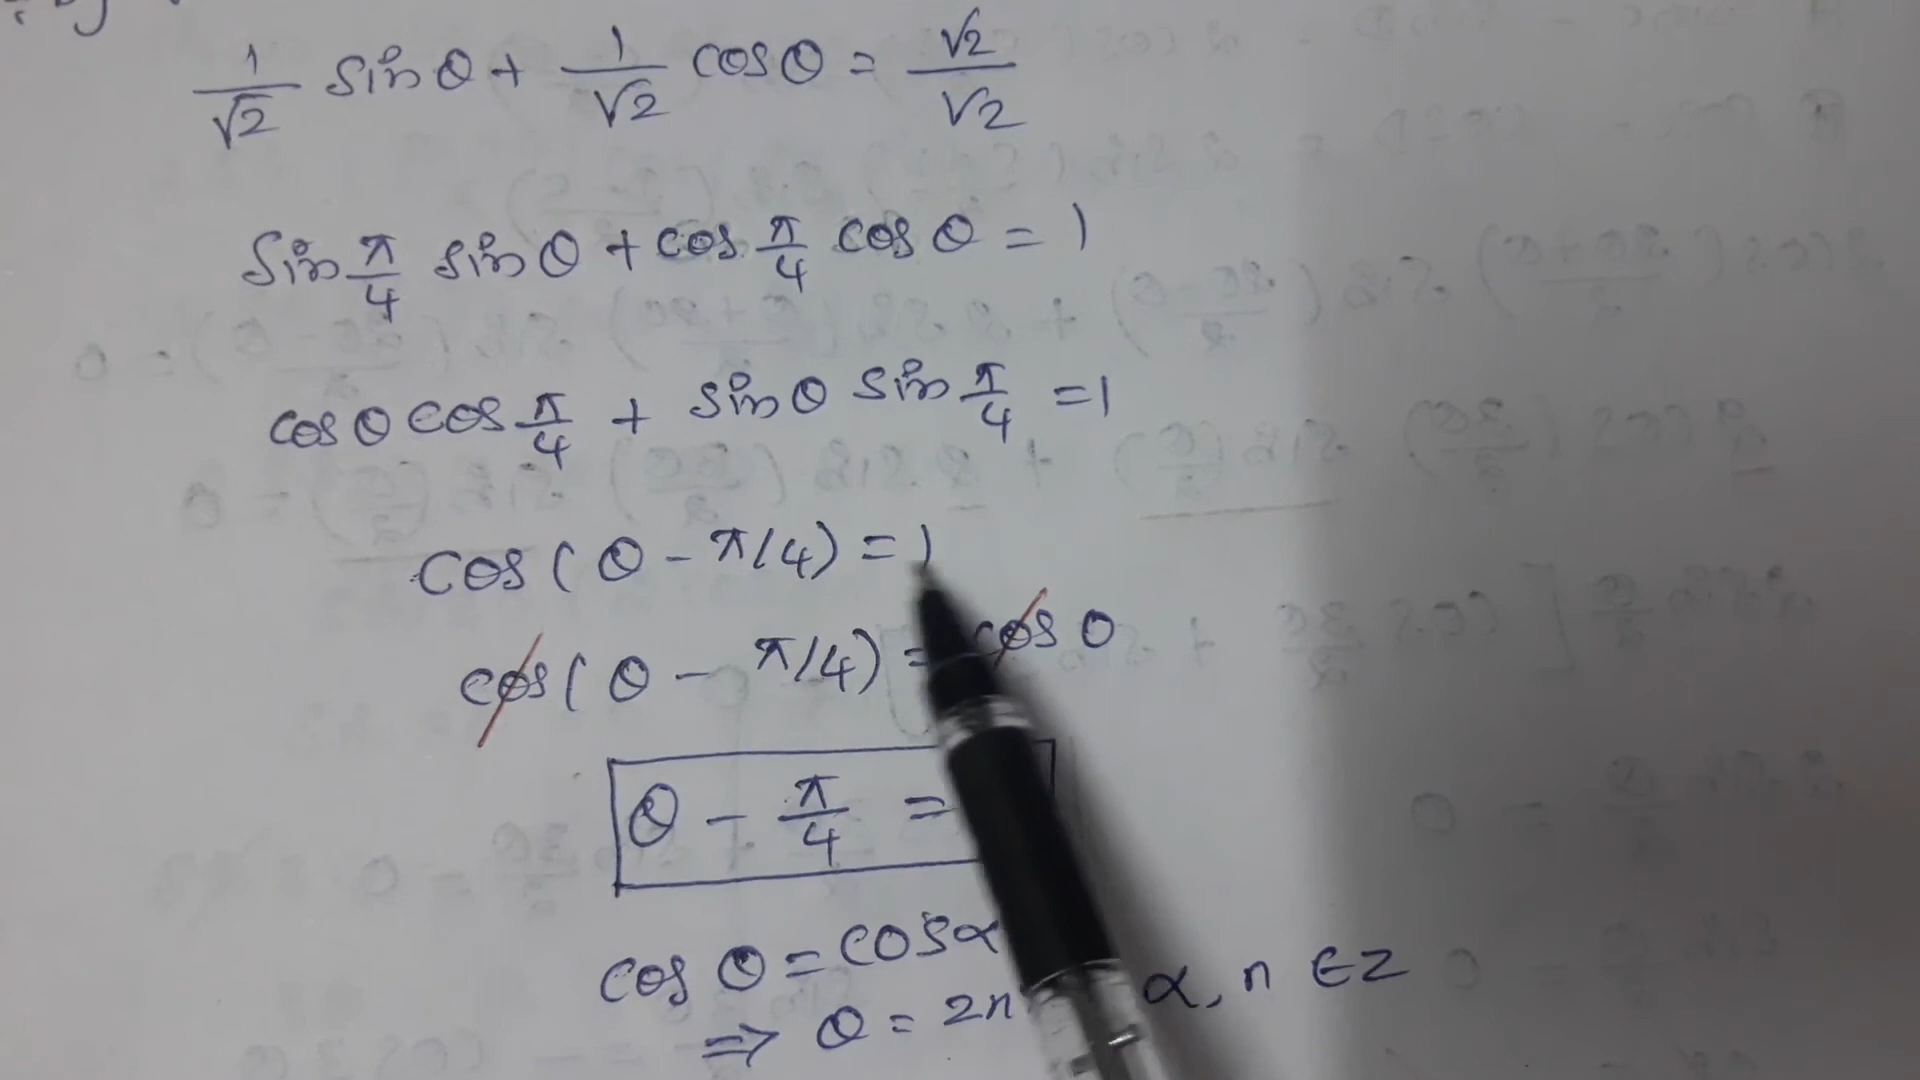 1/√2 sin θ + 1/√2 cos θ = √2/√2
sin π/4 sin θ + cos π/4 cos θ = 1
cos θ cos π/4 + sin θ sin π/4 = 1
cos (θ - π/4) = 1
cos (θ - π/4) = cos 0
θ - π/4 =
cos θ = cos α
⇒ θ = 2n α, n ∈ Z